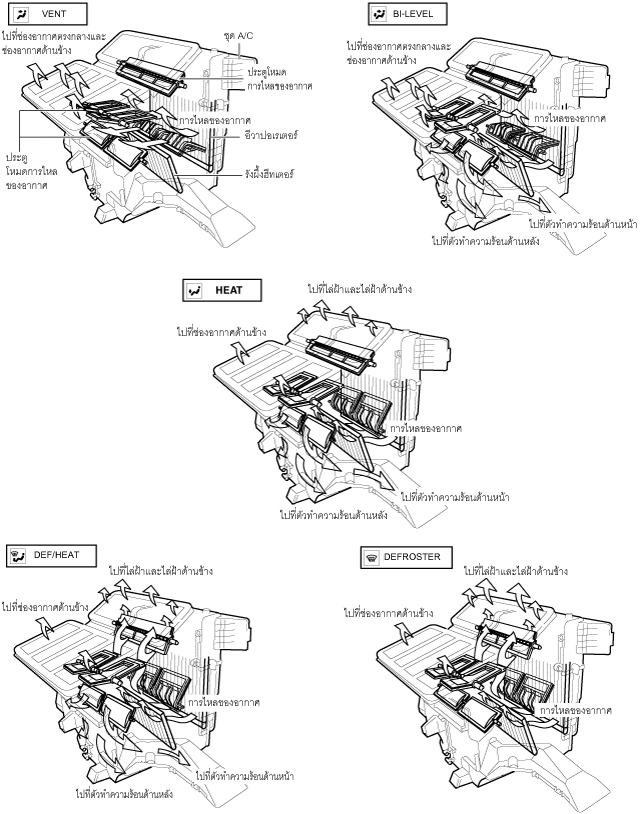 VENT
ไปที่ช่องอากาศตรงกลางและ
ช่องอากาศด้านข้าง
ชุด A/C
ประตูโหมด
การไหลของอากาศ
การไหลของอากาศ
อีวาปอเรเตอร์
รังผึ้งฮีทเตอร์
ประตู
โหมดการไหล
ของอากาศ
BI-LEVEL
ไปที่ช่องอากาศตรงกลางและ
ช่องอากาศด้านข้าง
การไหลของอากาศ
ไปที่ตัวทำความร้อนด้านหน้า
ไปที่ตัวทำความร้อนด้านหลัง
HEAT
ไปที่ไล่ฝ้าและไล่ฝ้าด้านข้าง
ไปที่ช่องอากาศด้านข้าง
การไหลของอากาศ
ไปที่ตัวทำความร้อนด้านหน้า
ไปที่ตัวทำความร้อนด้านหลัง
DEF/HEAT
ไปที่ไล่ฝ้าและไล่ฝ้าด้านข้าง
ไปที่ช่องอากาศด้านข้าง
การไหลของอากาศ
ไปที่ตัวทำความร้อนด้านหน้า
ไปที่ตัวทำความร้อนด้านหลัง
DEFROSTER
ไปที่ไล่ฝ้าและไล่ฝ้าด้านข้าง
ไปที่ช่องอากาศด้านข้าง
การไหลของอากาศ